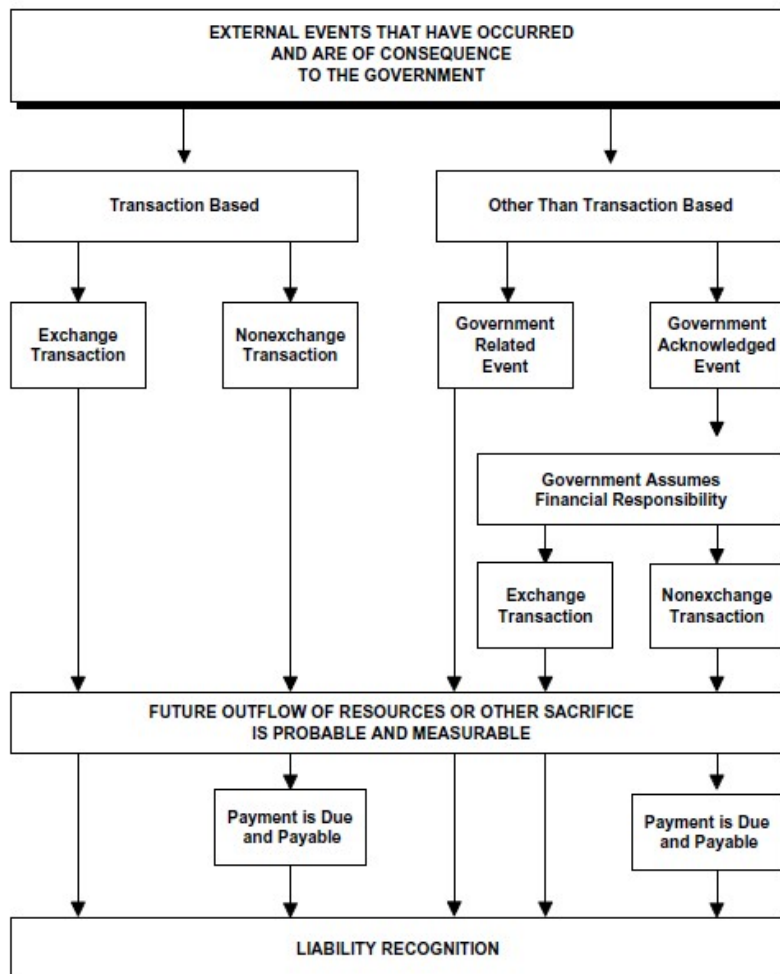 EXTERNAL EVENTS THAT HAVE OCCURRED
AND ARE OF CONSEQUENCE
TO THE GOVERNMENT
Transaction Based
Other Than Transaction Based
Exchange
Transaction
Nonexchange
Transaction
Government
Related
Event
Government
Acknowledged
Event
Government Assumes
Financial Responsibility
Exchange
Transaction
Nonexchange
Transaction
FUTURE OUTFLOW OF RESOURCES OR OTHER SACRIFICE
IS PROBABLE AND MEASURABLE
Payment is Due
and Payable
Payment is Due
and Payable
LIABILITY RECOGNITION